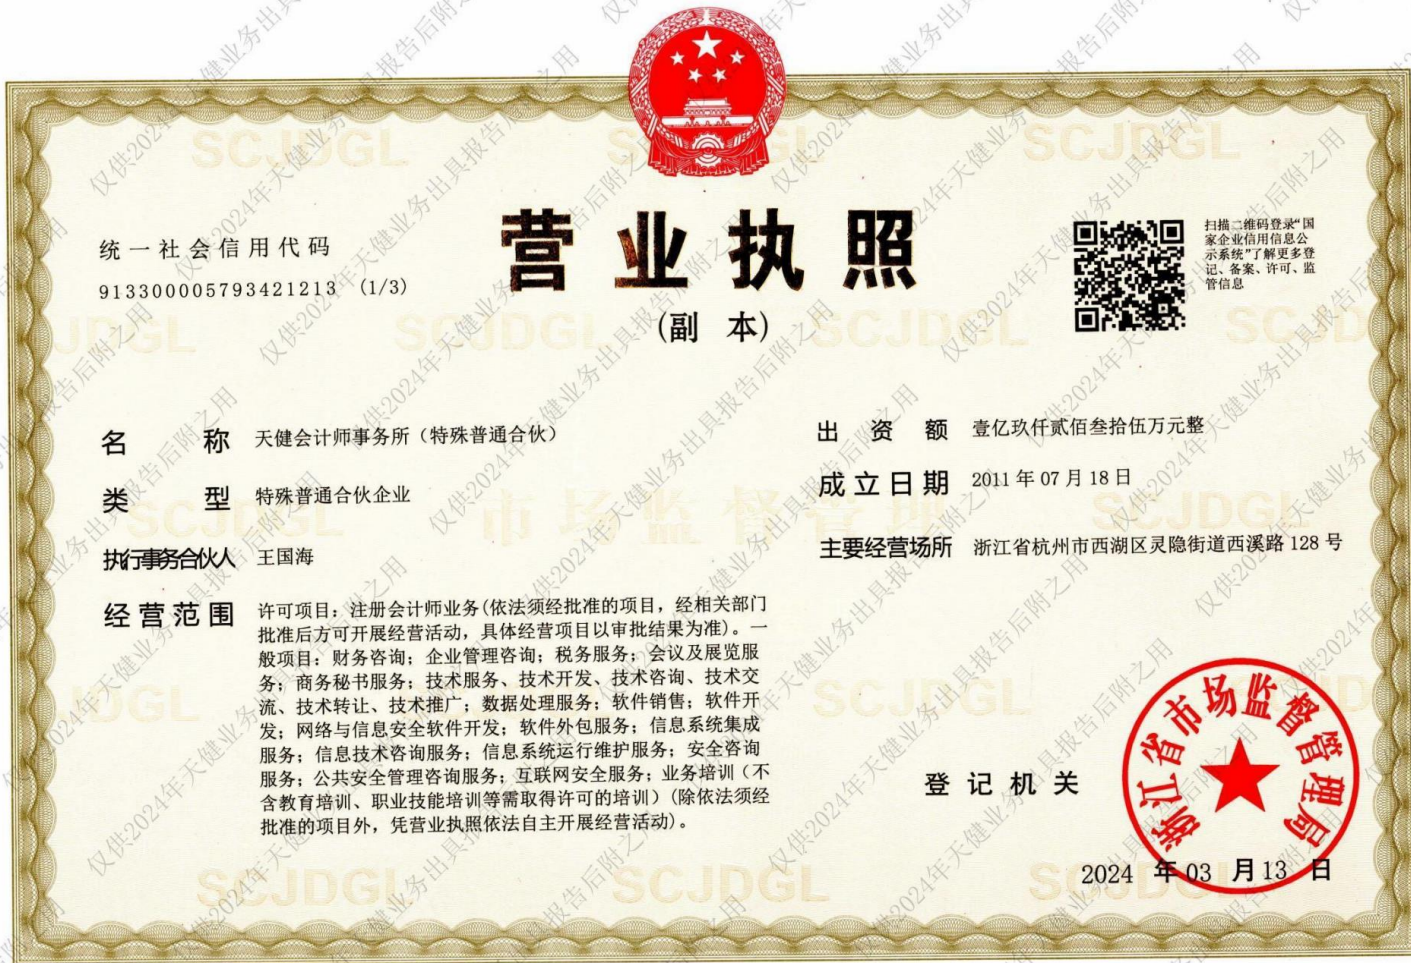 营业执照
(副 本)
统一社会信用代码
913300005793421213 (1/3)
扫描二维码登录“国
家企业信用信息公
示系统”了解更多登
记、备案、许可、监
管信息
名 称 天健会计师事务所（特殊普通合伙）
类 型 特殊普通合伙企业
执行事务合伙人 王国海
经营范围 许可项目：注册会计师业务(依法须经批准的项目，经相关部门
批准后方可开展经营活动，具体经营项目以审批结果为准)。一
般项目：财务咨询；企业管理咨询；税务服务；会议及展览服
务；商务秘书服务；技术服务、技术开发、技术咨询、技术交
流、技术转让、技术推广；数据处理服务；软件销售；软件开
发；网络与信息安全软件开发；软件外包服务；信息系统集成
服务；信息技术咨询服务；信息系统运行维护服务；安全咨询
服务；公共安全管理咨询服务；互联网安全服务；业务培训（不
含教育培训、职业技能培训等需取得许可的培训）(除依法须经
批准的项目外，凭营业执照依法自主开展经营活动)。
出 资 额 壹亿玖仟贰佰叁拾伍万元整
成立日期 2011年07月18日
主要经营场所 浙江省杭州市西湖区灵隐街道西溪路128号
登记机关
浙江省市场监督管理局
2024 年 03 月 13 日
SCJDGL
市场监督管理
仅供2024年天健业务出具报告后附之用